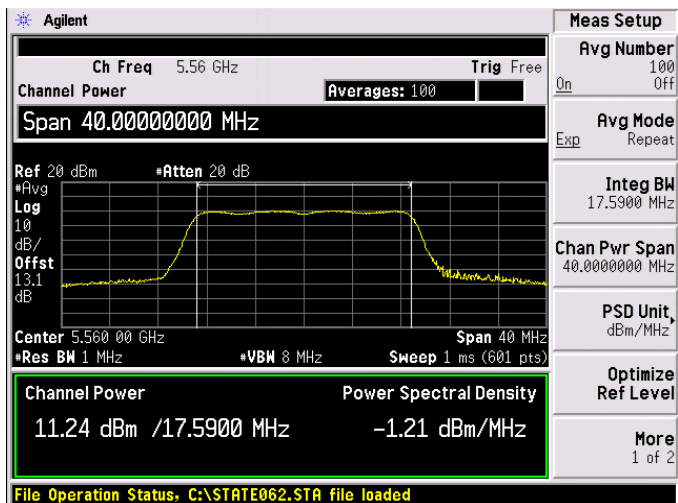 Agilent
Meas Setup
Ch Freq 5.56 GHz Trig Free
Channel Power Averages: 100
Span 40.00000000 MHz
Ref 20 dBm #Atten 20 dB
#Avg
Log
10
dB/
Offst
13.1
dB
Center 5.560 00 GHz Span 40 MHz
#Res BW 1 MHz #VBW 8 MHz Sweep 1 ms (601 pts)
Channel Power Power Spectral Density
11.24 dBm /17.5900 MHz -1.21 dBm/MHz
File Operation Status, C:\STATE062.STA file loaded
Avg Number
100
On Off
Avg Mode
Exp Repeat
Integ BW
17.5900 MHz
Chan Pwr Span
40.0000000 MHz
PSD Unit
dBm/MHz
Optimize
Ref Level
More
1 of 2